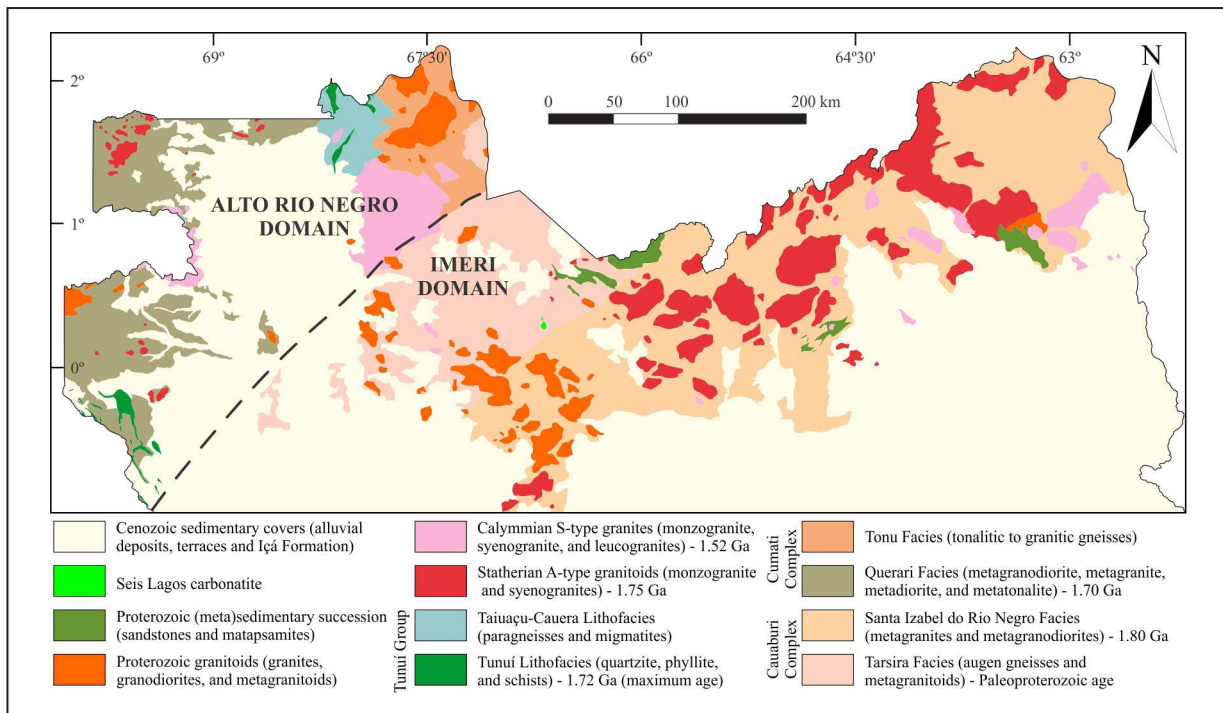 69º
67º30'
66º
64º30'
63º
2º
1º
0º
N
0 50 100 200 km
ALTO RIO NEGRO
DOMAIN
IMERI
DOMAIN
Cenozoic sedimentary covers (alluvial
deposits, terraces and Içá Formation)
Seis Lagos carbonatite
Proterozoic (meta)sedimentary succession
(sandstones and matapsamites)
Proterozoic granitoids (granites,
granodiorites, and metagranitoids)
Calymmian S-type granites (monzogranite,
syenogranite, and leucogranites) - 1.52 Ga
Statherian A-type granitoids (monzogranite
and syenogranites) - 1.75 Ga
Tunuí Group
Taiuaçu-Cauera Lithofacies
(paragneisses and migmatites)
Tunuí Lithofacies (quartzite, phyllite,
and schists) - 1.72 Ga (maximum age)
Cumati
Complex
Tonu Facies (tonalitic to granitic gneisses)
Querari Facies (metagranodiorite, metagranite,
metadiorite, and metatonalite) - 1.70 Ga
Cauaburi
Complex
Santa Izabel do Rio Negro Facies
(metagranites and metagranodiorites) - 1.80 Ga
Tarsira Facies (augen gneisses and
metagranitoids) - Paleoproterozoic age